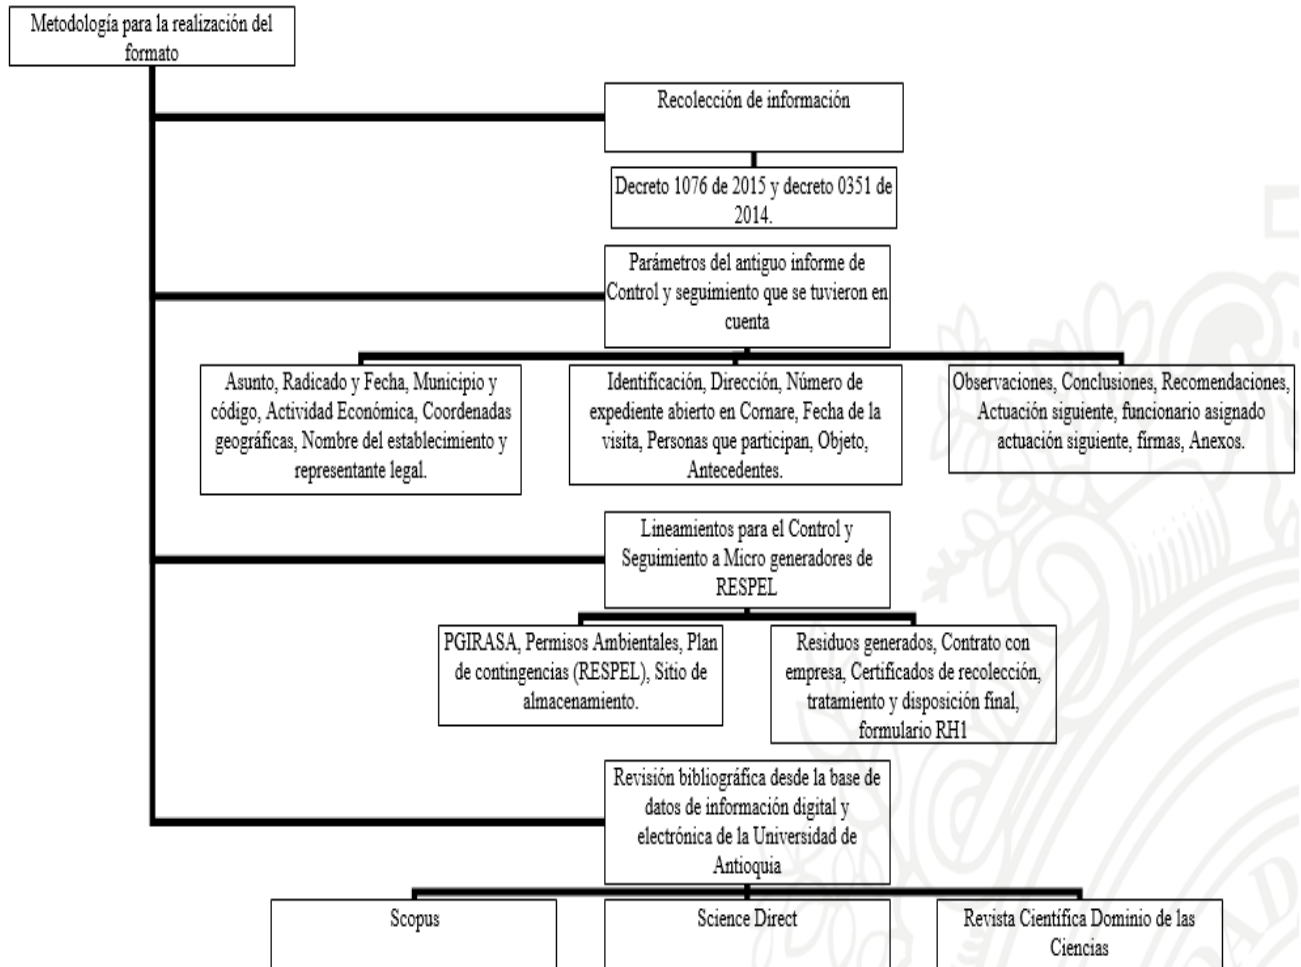 Metodología para la realización del
formato
Recolección de información
Decreto 1076 de 2015 y decreto 0351 de
2014.
Parámetros del antiguo informe de
Control y seguimiento que se tuvieron en
cuenta
Asunto, Radicado y Fecha, Municipio y
código, Actividad Económica, Coordenadas
geográficas, Nombre del establecimiento y
representante legal.
Identificación, Dirección, Número de
expediente abierto en Cornare, Fecha de la
visita, Personas que participan, Objeto,
Antecedentes.
Observaciones, Conclusiones, Recomendaciones,
Actuación siguiente, funcionario asignado
actuación siguiente, firmas, Anexos.
Lineamientos para el Control y
Seguimiento a Micro generadores de
RESPEL
PGIRASA, Permisos Ambientales, Plan
de contingencias (RESPEL), Sitio de
almacenamiento.
Residuos generados, Contrato con
empresa, Certificados de recolección,
tratamiento y disposición final,
formulario RH1
Revisión bibliográfica desde la base de
datos de información digital y
electrónica de la Universidad de
Antioquia
Scopus
Science Direct
Revista Científica Dominio de las
Ciencias